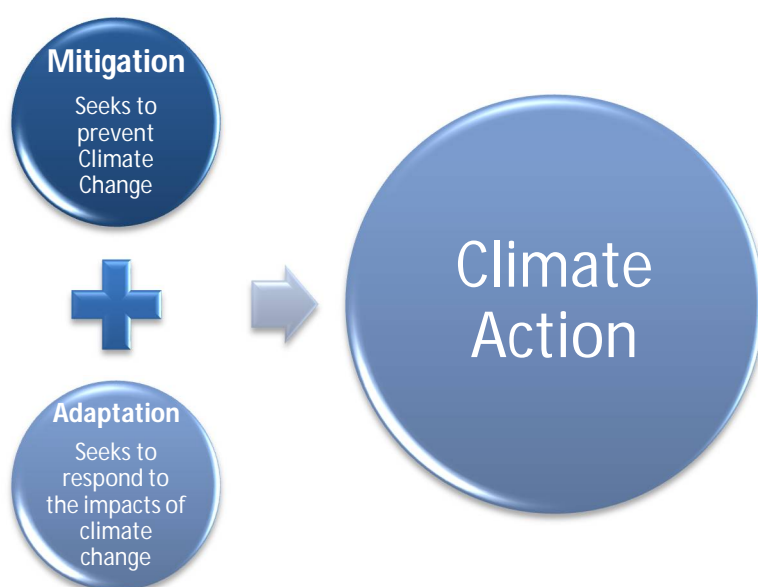 Mitigation
Seeks to
prevent
Climate
Change
Adaptation
Seeks to
respond to
the impacts of
climate
change
Climate
Action